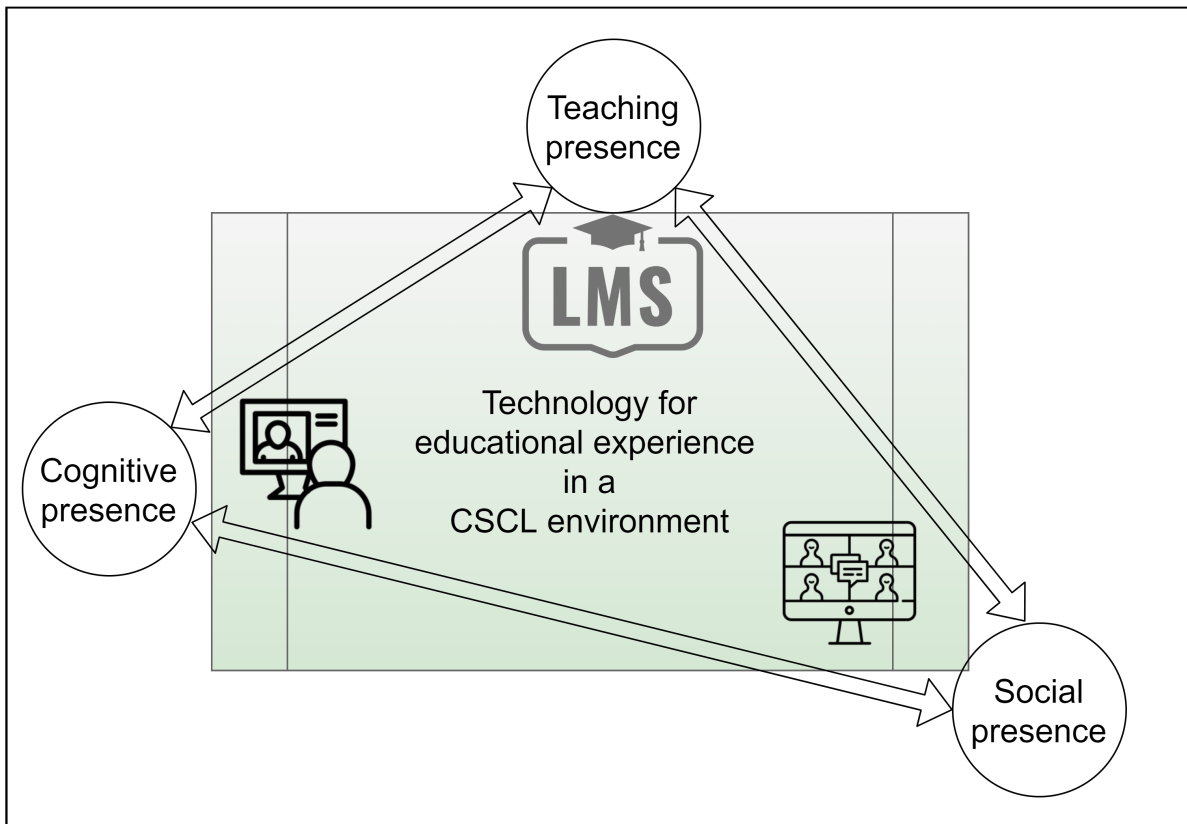 Teaching
presence
LMS
Technology for
educational experience
in a
CSCL environment
Cognitive
presence
Social
presence